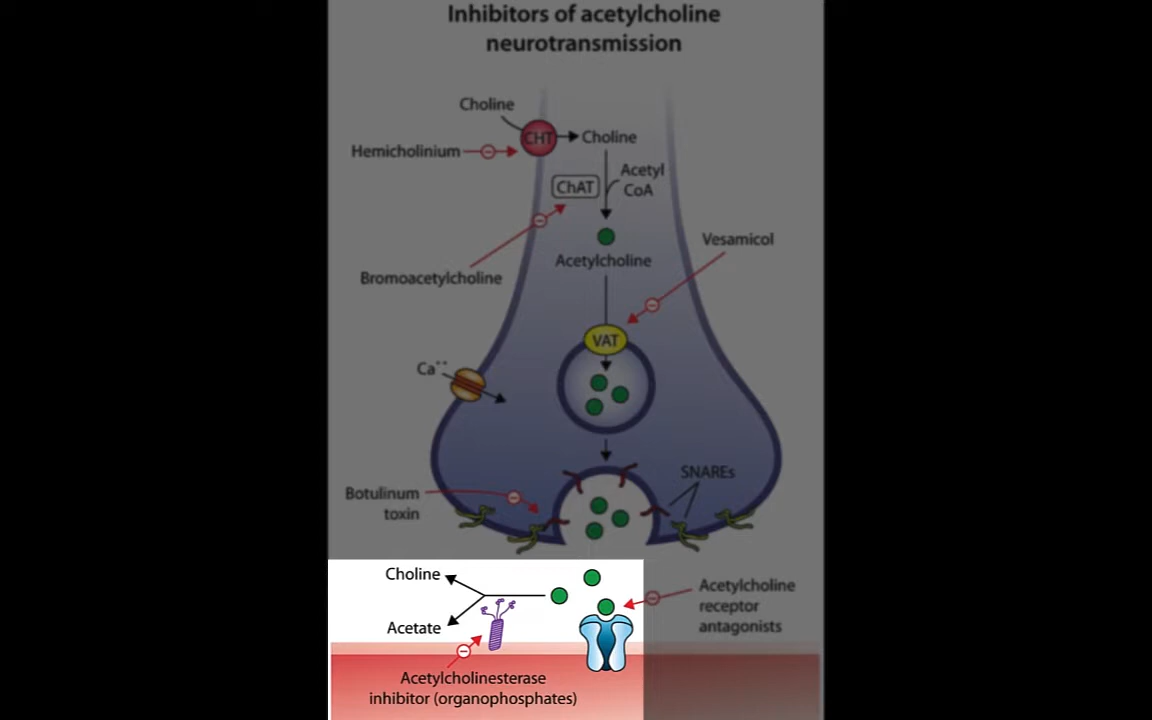 Inhibitors of acetylcholine
neurotransmission
Choline
CHT
Choline
Hemicholinium
Acetyl
CoA
ChAT
Vesamicol
Acetylcholine
Bromoacetylcholine
VAT
Ca++
SNAREs
Botulinum
toxin
Choline
Acetylcholine
receptor
antagonists
Acetate
Acetylcholinesterase
inhibitor (organophosphates)